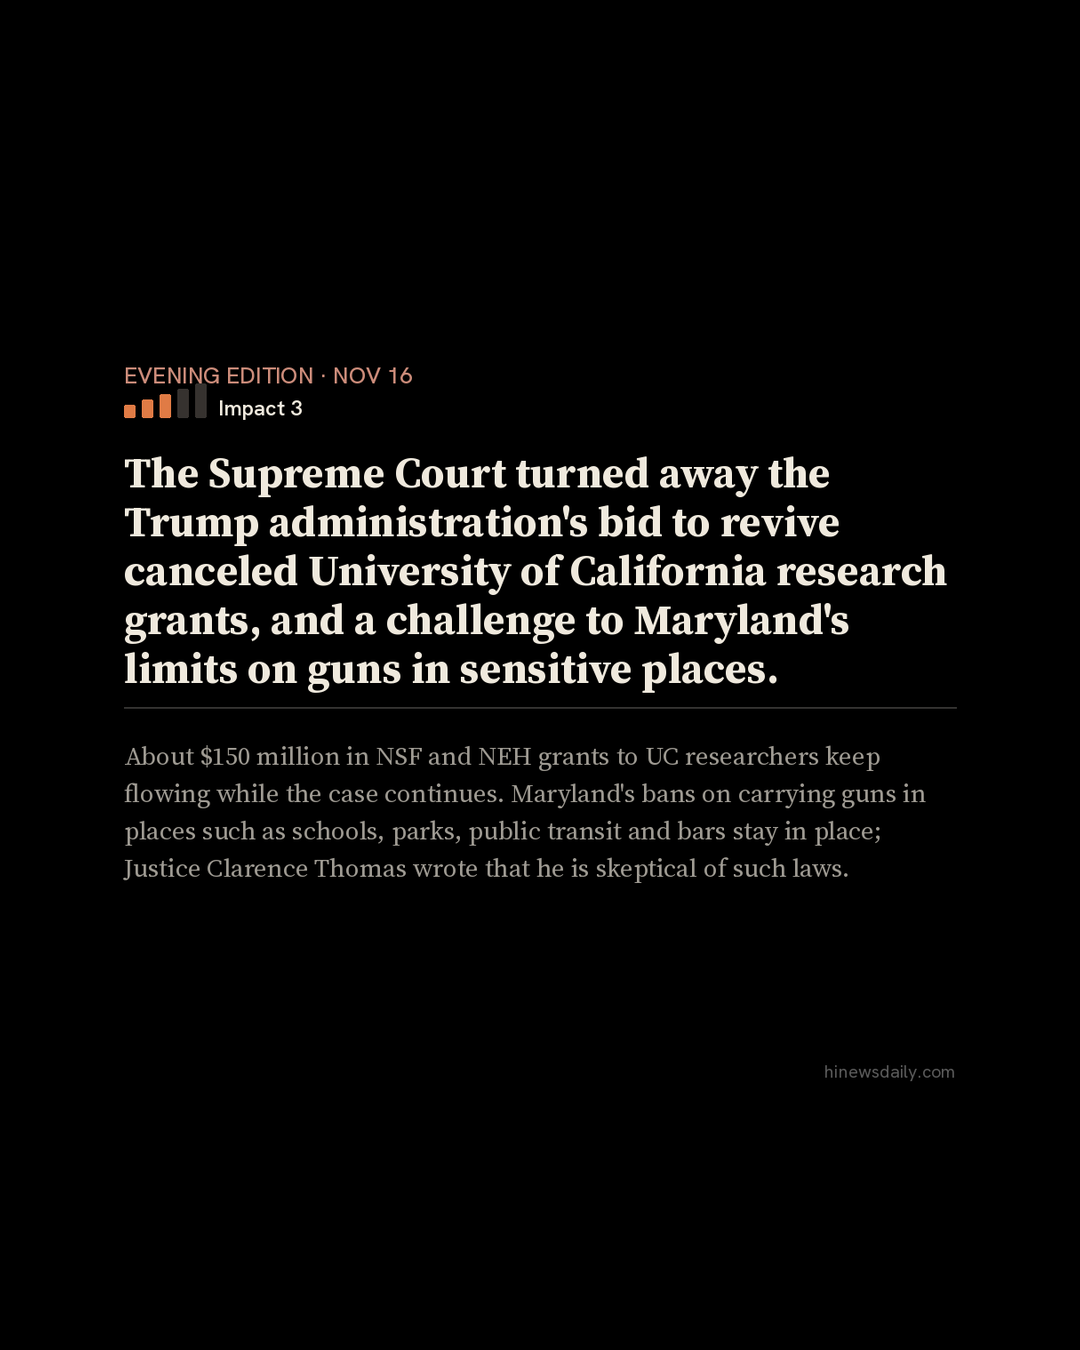 EVENING EDITION · NOV 16
Impact 3
The Supreme Court turned away the
Trump administration's bid to revive
canceled University of California research
grants, and a challenge to Maryland's
limits on guns in sensitive places.
About $150 million in NSF and NEH grants to UC researchers keep
flowing while the case continues. Maryland's bans on carrying guns in
places such as schools, parks, public transit and bars stay in place;
Justice Clarence Thomas wrote that he is skeptical of such laws.
hinewsdaily.com